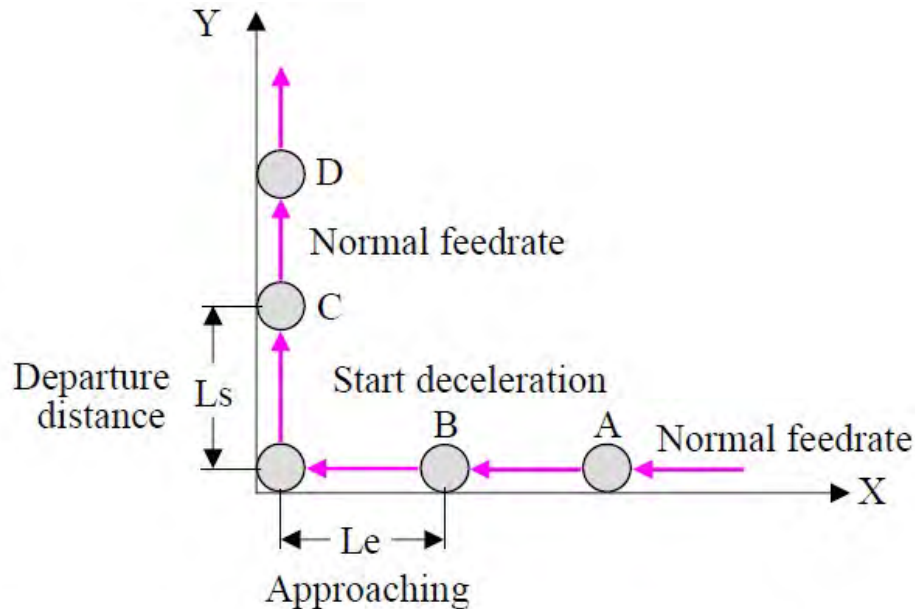 Y
D
Normal feedrate
C
Departure
distance
Ls
Start deceleration
B
A
Normal feedrate
X
Le
Approaching